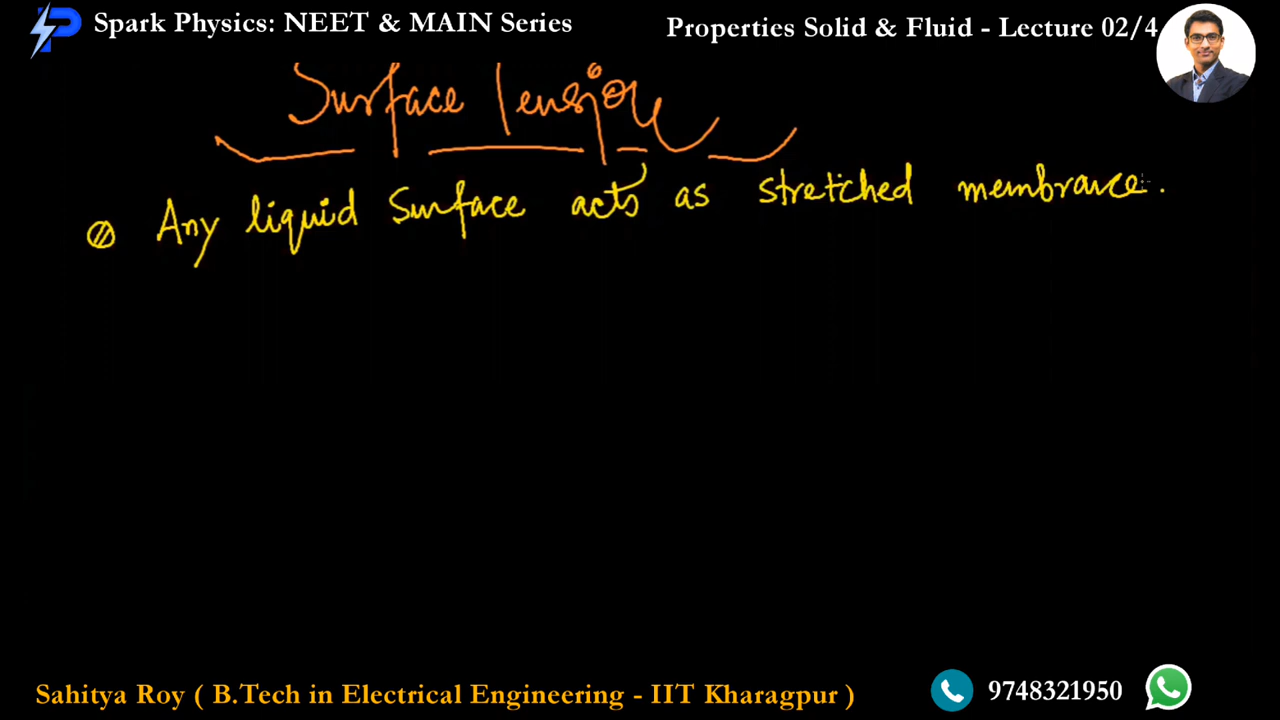 Spark Physics: NEET & MAIN Series
Properties Solid & Fluid - Lecture 02/4
Surface Tension
Any liquid Surface acts as stretched membrance.
Sahitya Roy ( B.Tech in Electrical Engineering - IIT Kharagpur )
9748321950